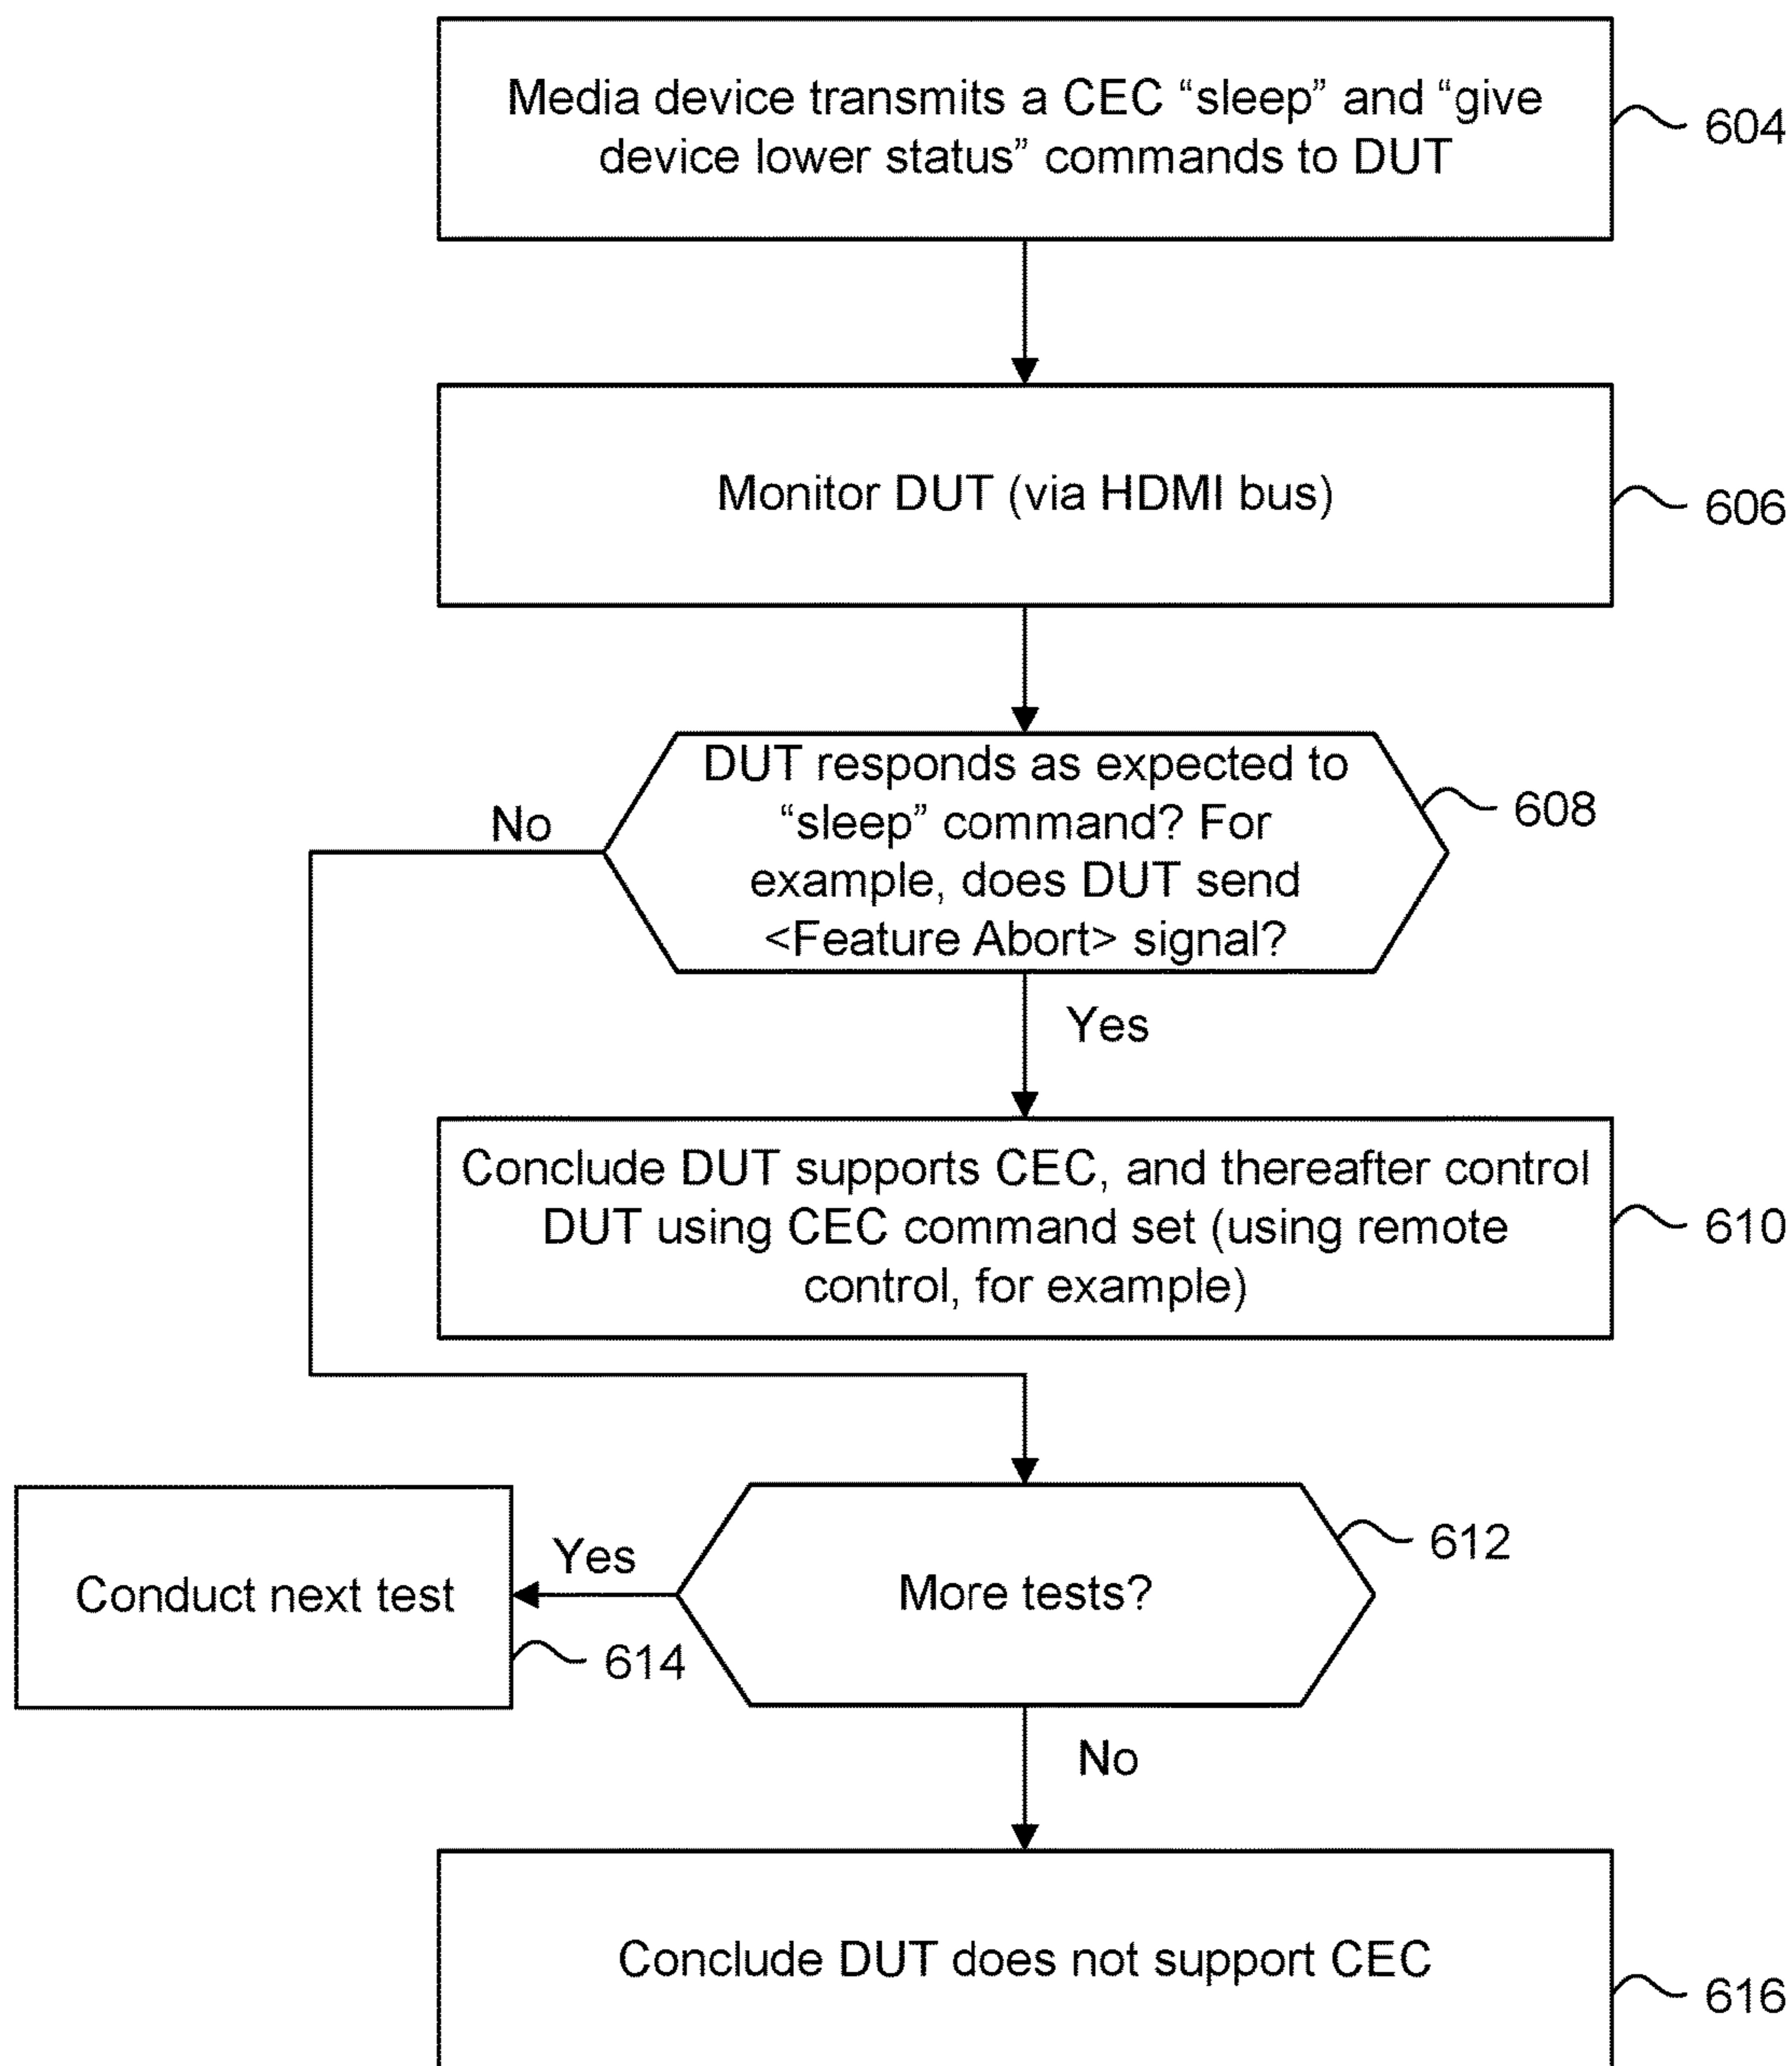 Media device transmits a CEC “sleep” and “give
device lower status” commands to DUT
604
Monitor DUT (via HDMI bus)
606
DUT responds as expected to
“sleep” command? For
example, does DUT send
<Feature Abort> signal?
608
No
Yes
Conclude DUT supports CEC, and thereafter control
DUT using CEC command set (using remote
control, for example)
610
More tests?
612
Yes
Conduct next test
614
No
Conclude DUT does not support CEC
616